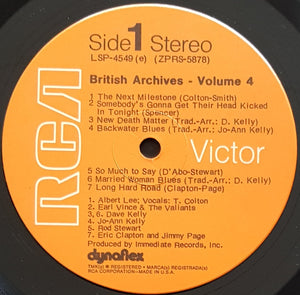 Side 1 Stereo
LSP-4549 (e) (ZPRS-5878)
British Archives - Volume 4
1 The Next Milestone (Colton-Smith)
2 Somebody's Gonna Get Their Head Kicked
In Tonight (Spencer)
3 New Death Matter (Trad.-Arr.: D. Kelly)
4 Backwater Blues (Trad.-Arr.: Jo-Ann Kelly)
RCA
Victor
5 So Much to Say (D'Abo-Stewart)
6 Married Woman Blues (Trad.-Arr.: D. Kelly)
7 Long Hard Road (Clapton-Page)
1. Albert Lee; Vocals: T. Colton
2. Earl Vince & The Valiants
3, 6. Dave Kelly
4. Jo-Ann Kelly
5. Rod Stewart
7. Eric Clapton and Jimmy Page
Produced by Immediate Records, Inc.
dynaflex
TMK(s) ® REGISTERED • MARCA(s) REGISTRADA(s)
RCA CORPORATION—MADE IN U.S.A.